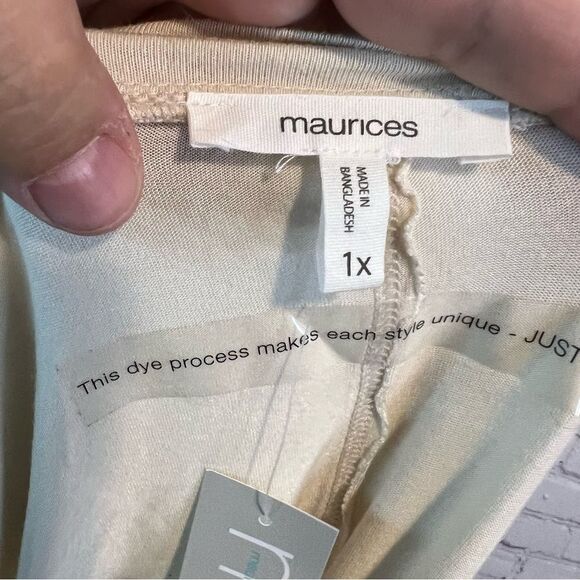 maurices
MADE IN
BANGLADESH
1x
This dye process makes each style unique - JUST
m